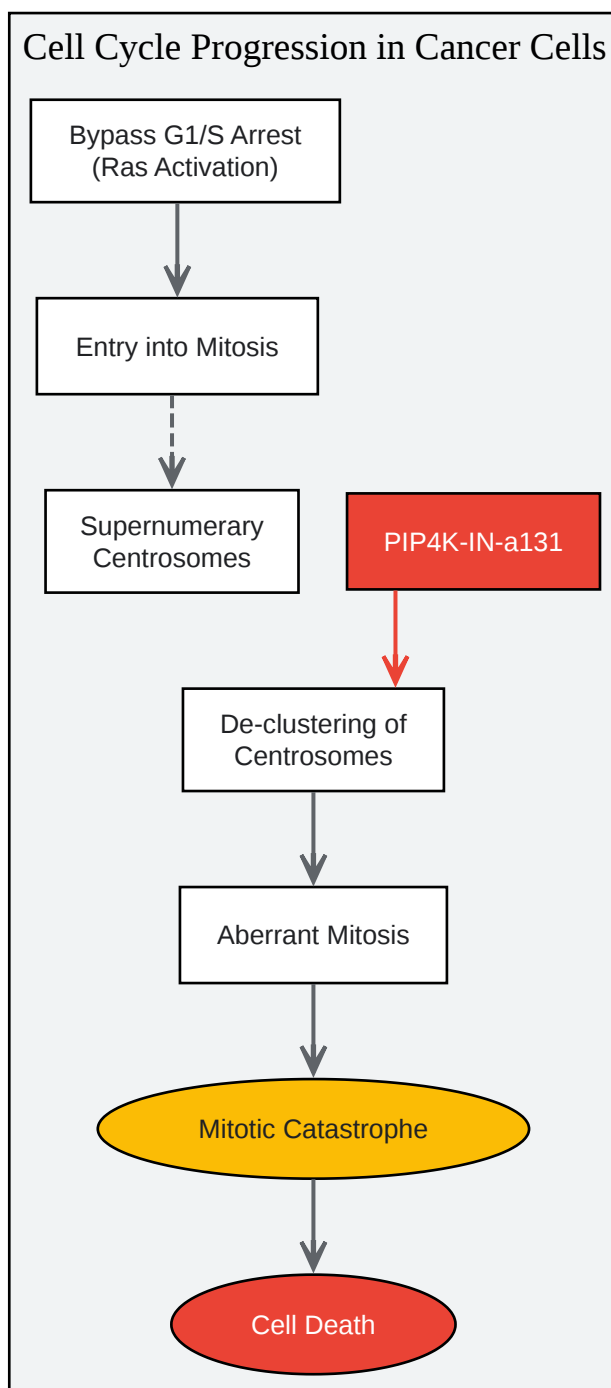 Cell Cycle Progression in Cancer Cells
Bypass G1/S Arrest
(Ras Activation)
Entry into Mitosis
Supernumerary
Centrosomes
PIP4K-IN-a131
De-clustering of
Centrosomes
Aberrant Mitosis
Mitotic Catastrophe
Cell Death